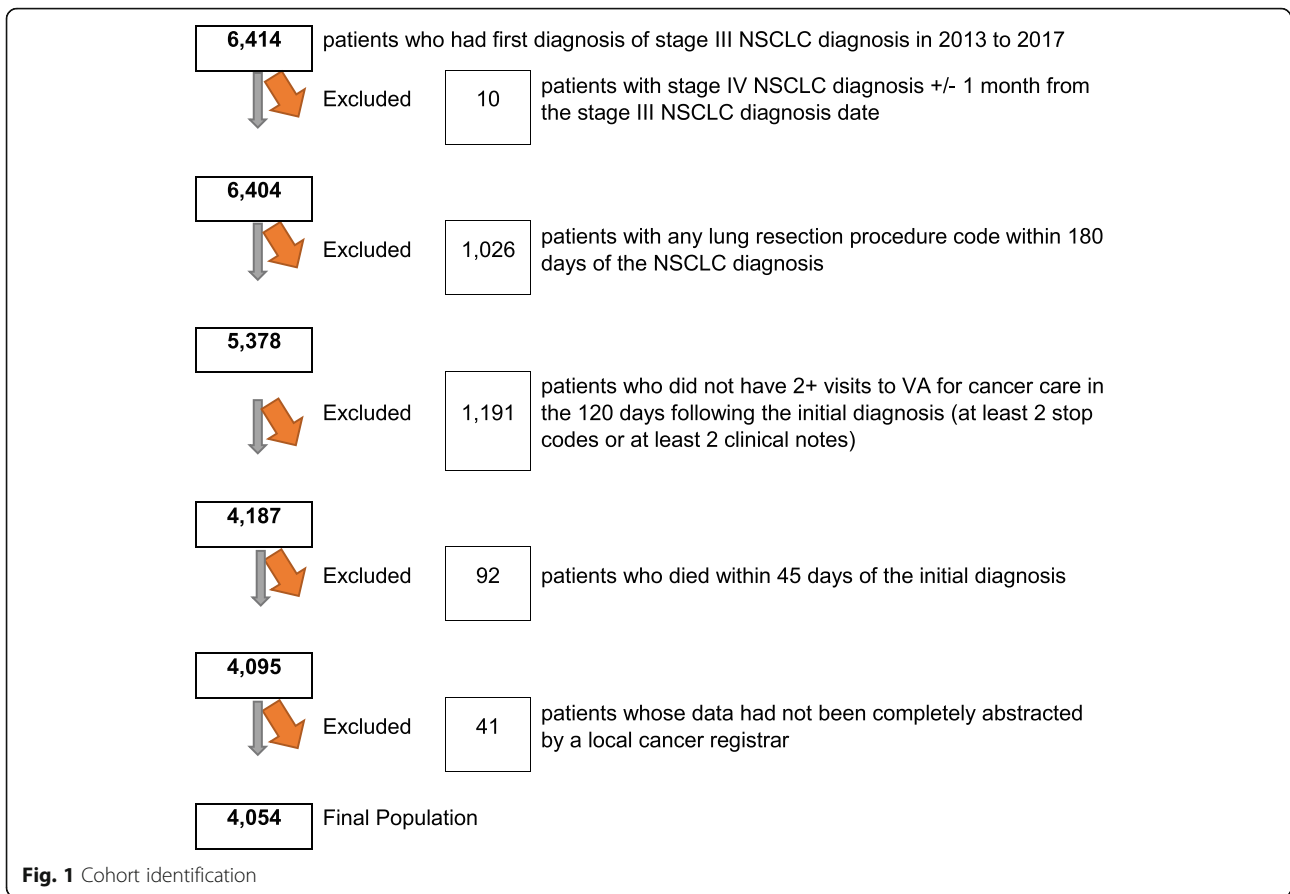 6,414 patients who had first diagnosis of stage III NSCLC diagnosis in 2013 to 2017
Excluded 10 patients with stage IV NSCLC diagnosis +/- 1 month from
the stage III NSCLC diagnosis date
6,404
Excluded 1,026 patients with any lung resection procedure code within 180
days of the NSCLC diagnosis
5,378
Excluded 1,191 patients who did not have 2+ visits to VA for cancer care in
the 120 days following the initial diagnosis (at least 2 stop
codes or at least 2 clinical notes)
4,187
Excluded 92 patients who died within 45 days of the initial diagnosis
4,095
Excluded 41 patients whose data had not been completely abstracted
by a local cancer registrar
4,054 Final Population
Fig. 1 Cohort identification